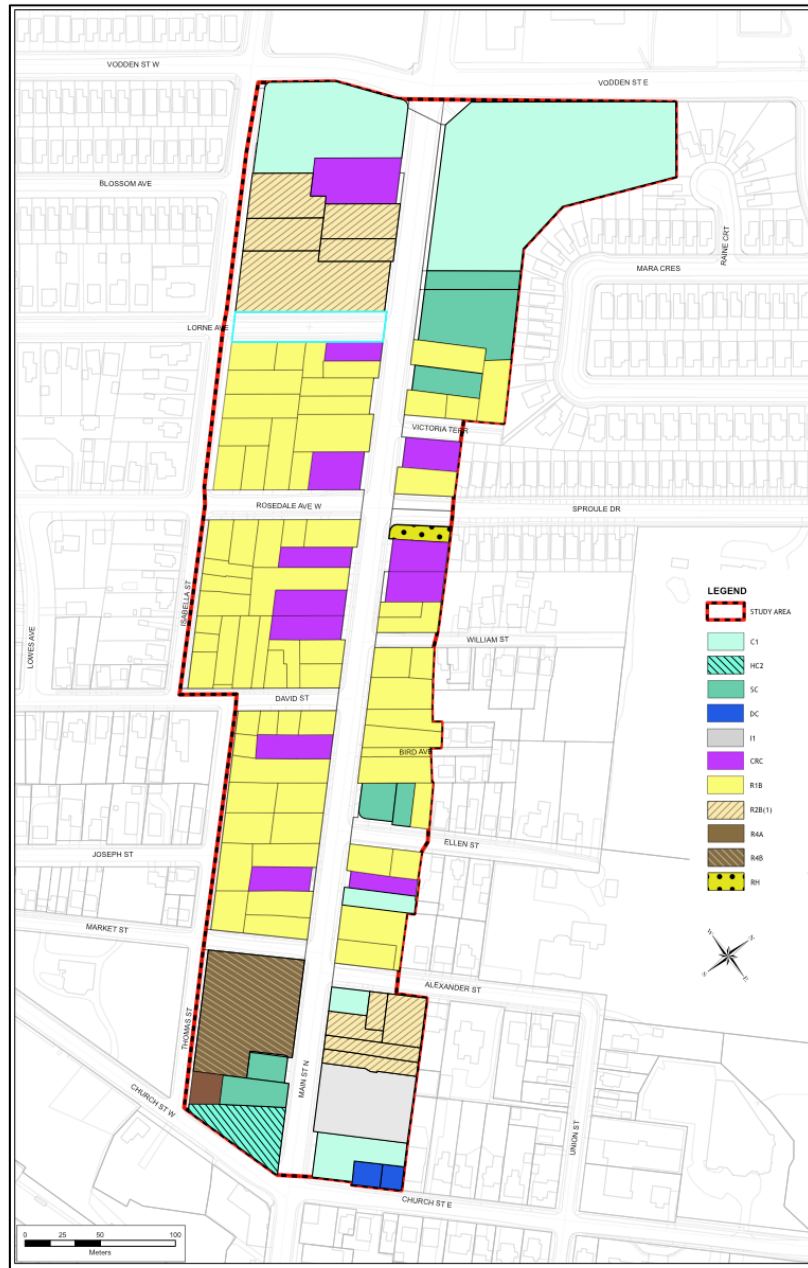 VODDEN ST W
VODDEN ST E
BLOSSOM AVE
RAINE CRT
MARA CRES
LORNE AVE
VICTORIA TERR
ROSEDALE AVE W
SPROULE DR
ISABELLA ST
LOWES AVE
WILLIAM ST
DAVID ST
BIRD AVE
ELLEN ST
JOSEPH ST
MARKET ST
ALEXANDER ST
THOMAS ST
MAIN ST N
CHURCH ST W
UNION ST
CHURCH ST E
LEGEND
STUDY AREA
C1
HC2
SC
DC
I1
CRC
R1B
R2B(1)
R4A
R4B
RH
W
N
S
E
0 25 50 100
Meters